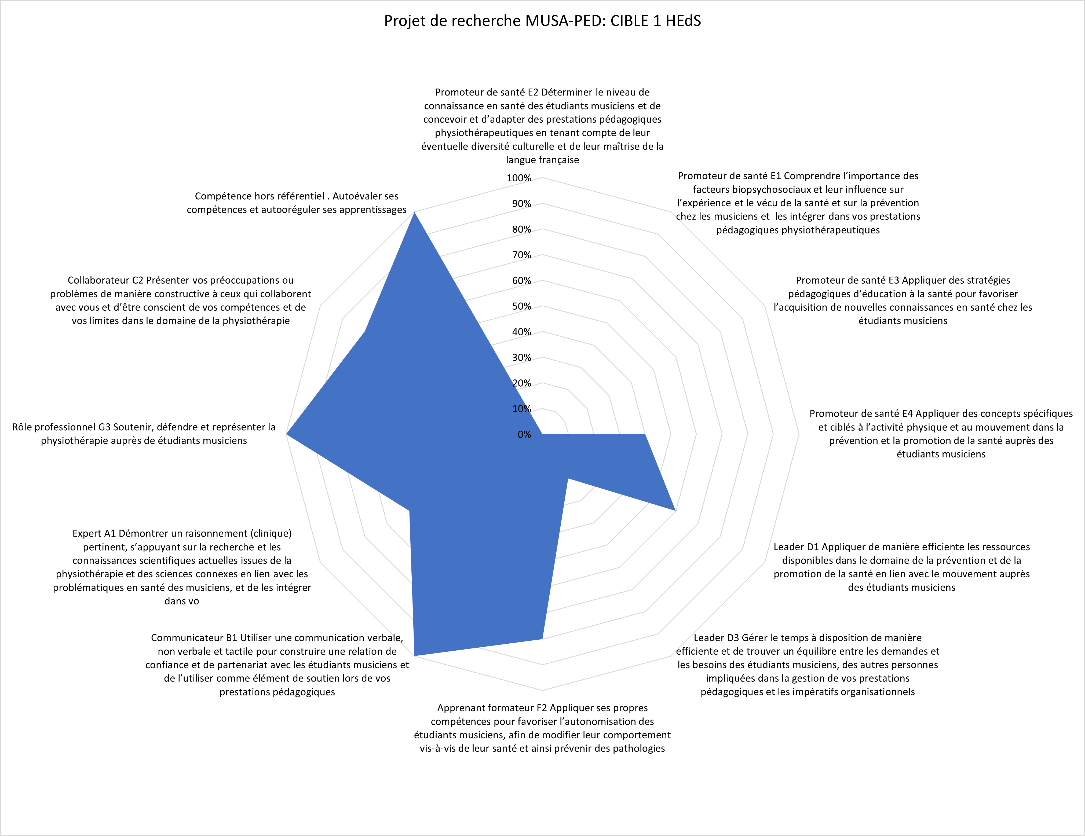 Projet de recherche MUSA-PED: CIBLE 1 HEdS
Promoteur de santé E2 Déterminer le niveau de
connaissance en santé des étudiants musiciens et de
concevoir et d'adapter des prestations pédagogiques
physiothérapeutiques en tenant compte de leur
éventuelle diversité culturelle et de leur maîtrise de la
langue française
Promoteur de santé E1 Comprendre l'importance des
facteurs biopsychosociaux et leur influence sur
l'expérience et le vécu de la santé et sur la prévention
chez les musiciens et les intégrer dans vos prestations
pédagogiques physiothérapeutiques
Promoteur de santé E3 Appliquer des stratégies
pédagogiques d'éducation à la santé pour favoriser
l'acquisition de nouvelles connaissances en santé chez les
étudiants musiciens
Promoteur de santé E4 Appliquer des concepts spécifiques
et ciblés à l'activité physique et au mouvement dans la
prévention et la promotion de la santé auprès des
étudiants musiciens
Leader D1 Appliquer de manière efficiente les ressources
disponibles dans le domaine de la prévention et de la
promotion de la santé en lien avec le mouvement auprès
des étudiants musiciens
Leader D3 Gérer le temps à disposition de manière
efficiente et de trouver un équilibre entre les demandes et
les besoins des étudiants musiciens, des autres personnes
impliquées dans la gestion de vos prestations
pédagogiques et les impératifs organisationnels
Apprenant formateur F2 Appliquer ses propres
compétences pour favoriser l'autonomisation des
étudiants musiciens, afin de modifier leur comportement
vis-à-vis de leur santé et ainsi prévenir des pathologies
Communicateur B1 Utiliser une communication verbale,
non verbale et tactile pour construire une relation de
confiance et de partenariat avec les étudiants musiciens et
de l'utiliser comme élément de soutien lors de vos
prestations pédagogiques
Expert A1 Démontrer un raisonnement (clinique)
pertinent, s'appuyant sur la recherche et les
connaissances scientifiques actuelles issues de la
physiothérapie et des sciences connexes en lien avec les
problématiques en santé des musiciens, et de les intégrer
dans vo
Rôle professionnel G3 Soutenir, défendre et représenter la
physiothérapie auprès de étudiants musiciens
Collaborateur C2 Présenter vos préoccupations ou
problèmes de manière constructive à ceux qui collaborent
avec vous et d'être conscient de vos compétences et de
vos limites dans le domaine de la physiothérapie
Compétence hors référentiel . Autoévaler ses
compétences et autooréguler ses apprentissages
100%
90%
80%
70%
60%
50%
40%
30%
20%
10%
0%